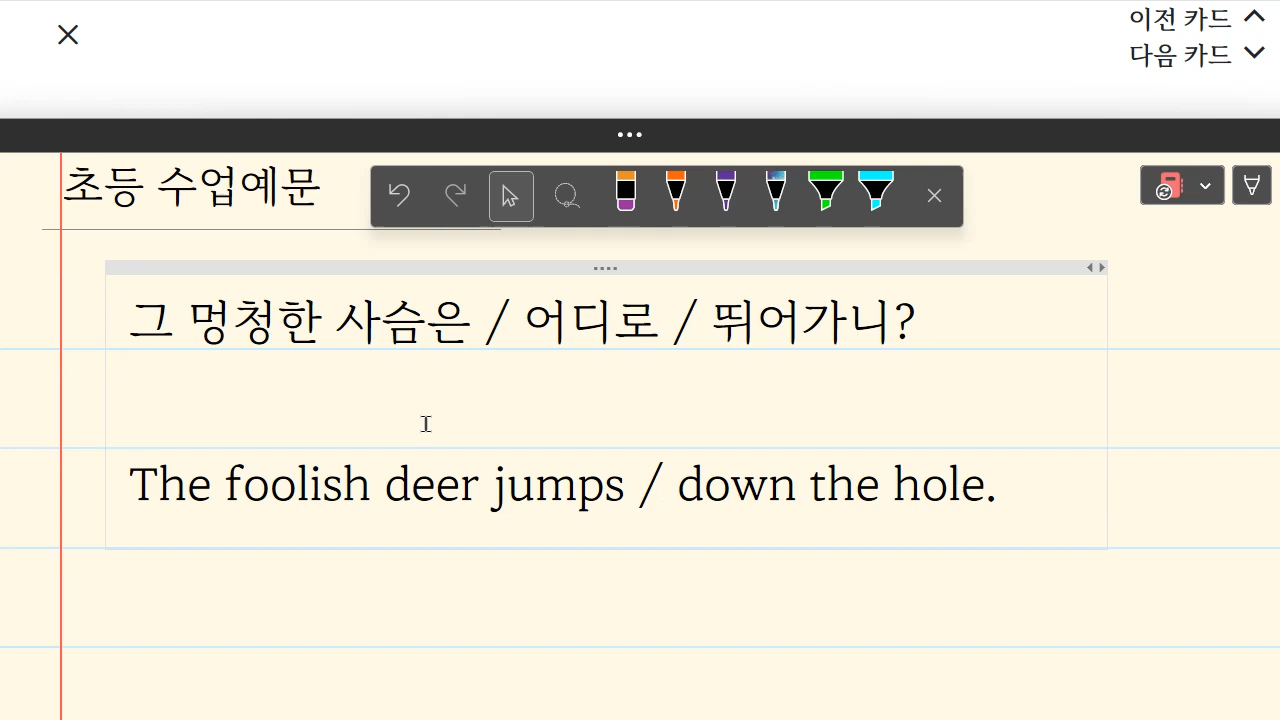 이전 카드
다음 카드
초등 수업예문
그 멍청한 사슴은 / 어디로 / 뛰어가니?
The foolish deer jumps / down the hole.